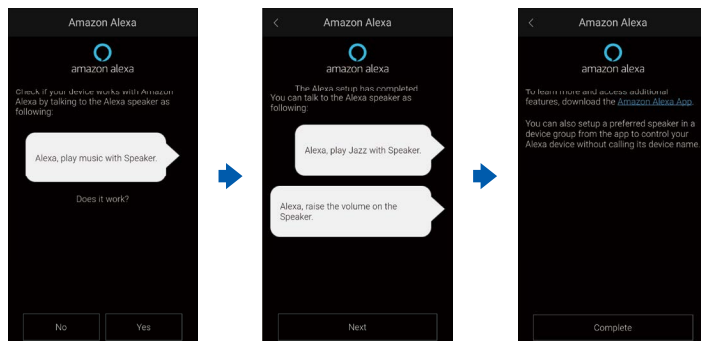 Amazon Alexa
amazon alexa
Check if your device works with Amazon
Alexa by talking to the Alexa speaker as
following:
Alexa, play music with Speaker.
Does it work?
No
Yes
Amazon Alexa
amazon alexa
The Alexa setup has completed
You can talk to the Alexa speaker as
following:
Alexa, play Jazz with Speaker.
Alexa, raise the volume on the
Speaker.
Next
Amazon Alexa
amazon alexa
To learn more and access additional
features, download the Amazon Alexa App.
You can also setup a preferred speaker in a
device group from the app to control your
Alexa device without calling its device name.
Complete